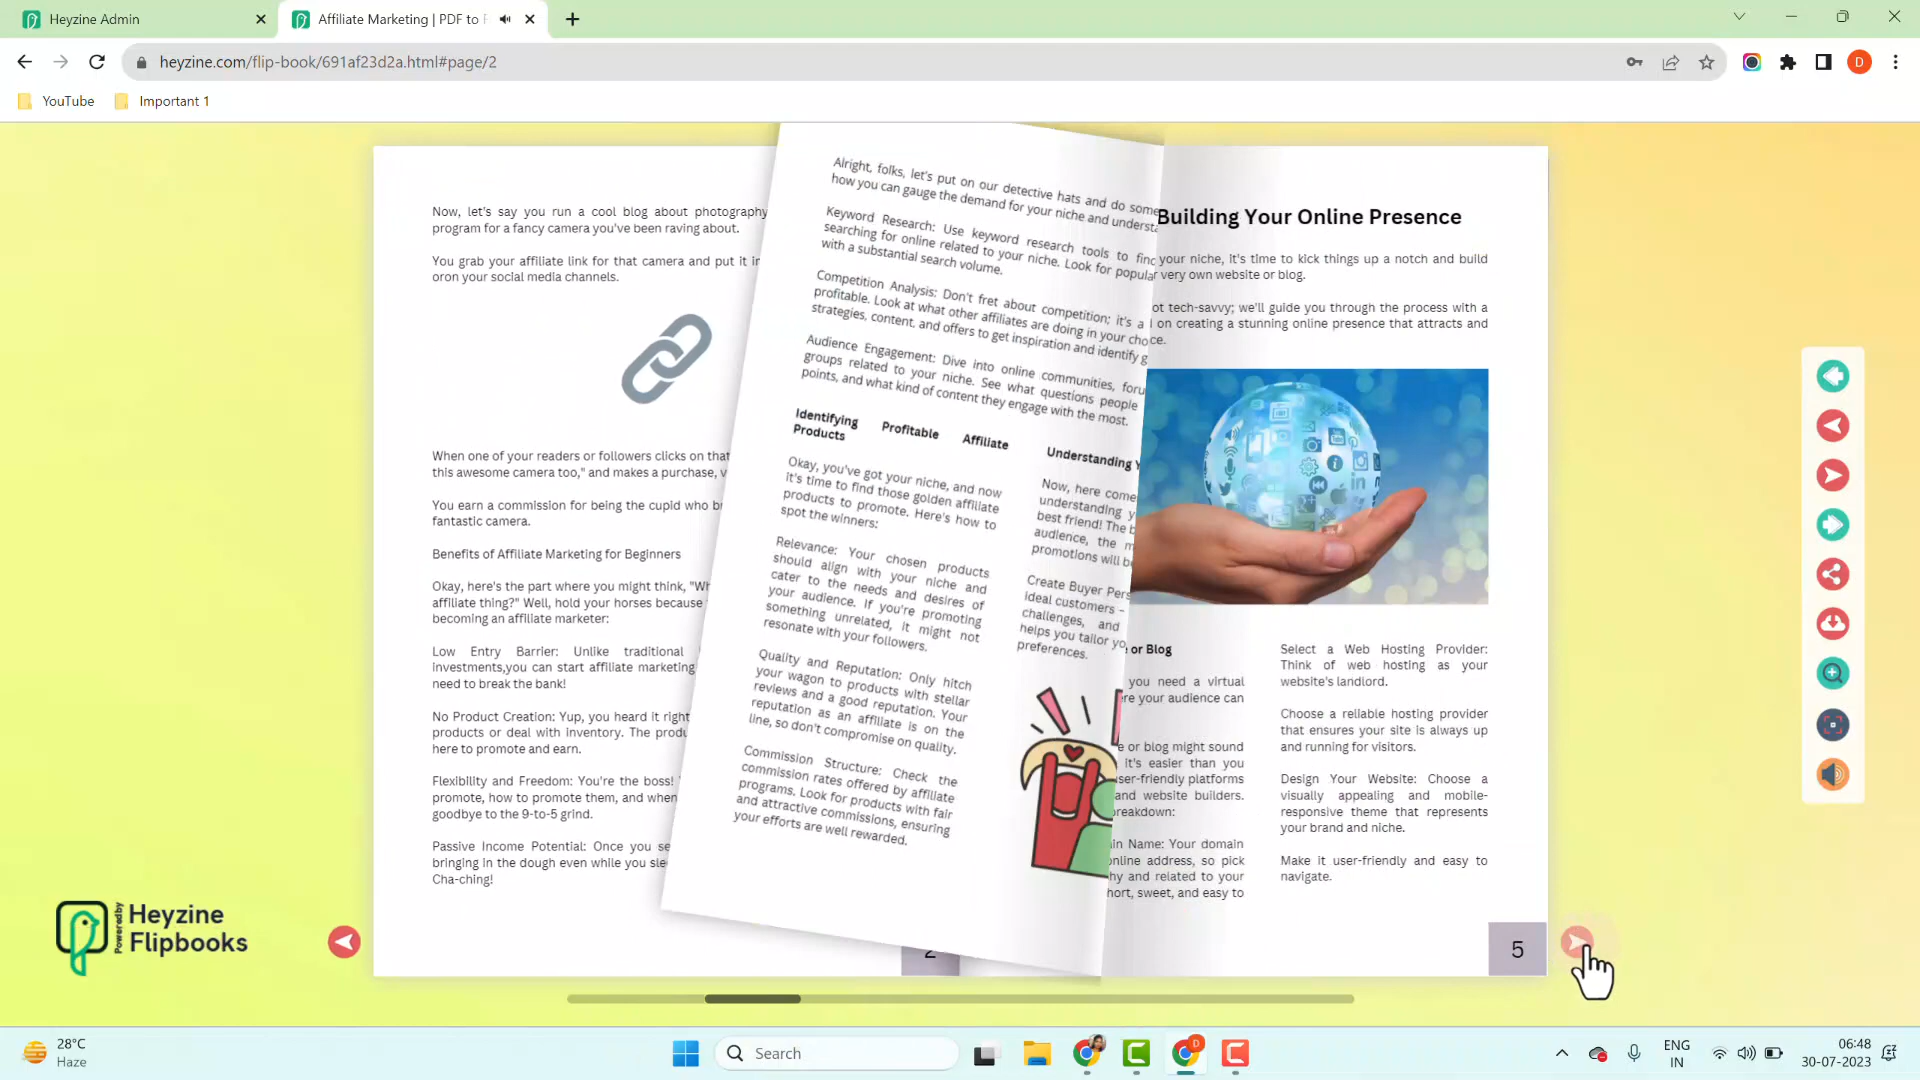 Heyzine Admin
Affiliate Marketing | PDF to F
heyzine.com/flip-book/691af23d2a.html#page/2
D
YouTube
Important 1
Now, let's say you run a cool blog about photography
program for a fancy camera you've been raving about.
You grab your affiliate link for that camera and put it in
oron your social media channels.
When one of your readers or followers clicks on that
this awesome camera too," and makes a purchase, v
You earn a commission for being the cupid who br
fantastic camera.
Benefits of Affiliate Marketing for Beginners
Okay, here's the part where you might think, "Wh
affiliate thing?" Well, hold your horses because
becoming an affiliate marketer:
Low Entry Barrier: Unlike traditional
investments,you can start affiliate marketing
need to break the bank!
No Product Creation: Yup, you heard it right
products or deal with inventory. The produ
here to promote and earn.
Flexibility and Freedom: You're the boss!
promote, how to promote them, and when
goodbye to the 9-to-5 grind.
Passive Income Potential: Once you se
bringing in the dough even while you slee
Cha-ching!
2
Alright, folks, let's put on our detective hats and do some
how you can gauge the demand for your niche and understa
Keyword Research: Use keyword research tools to find
searching for online related to your niche. Look for popular
with a substantial search volume.
Competition Analysis: Don't fret about competition; it's a
profitable. Look at what other affiliates are doing in your cho
strategies, content, and offers to get inspiration and identify g
Audience Engagement: Dive into online communities, foru
groups related to your niche. See what questions people
points, and what kind of content they engage with the most.
Identifying Profitable Affiliate
Products
Okay, you've got your niche, and now
it's time to find those golden affiliate
products to promote. Here's how to
spot the winners:
Relevance: Your chosen products
should align with your niche and
cater to the needs and desires of
your audience. If you're promoting
something unrelated, it might not
resonate with your followers.
Quality and Reputation: Only hitch
your wagon to products with stellar
reviews and a good reputation. Your
reputation as an affiliate is on the
line, so don't compromise on quality.
Commission Structure: Check the
commission rates offered by affiliate
programs. Look for products with fair
and attractive commissions, ensuring
your efforts are well rewarded.
Understanding Y
Now, here come
understanding y
best friend! The b
audience, the m
promotions will b
Create Buyer Pers
ideal customers –
challenges, and
helps you tailor yo
preferences.
Building Your Online Presence
your niche, it's time to kick things up a notch and build
very own website or blog.
ot tech-savvy; we'll guide you through the process with a
on creating a stunning online presence that attracts and
ce.
or Blog
you need a virtual
ere your audience can
e or blog might sound
it's easier than you
ser-friendly platforms
and website builders.
breakdown:
in Name: Your domain
online address, so pick
hy and related to your
hort, sweet, and easy to
Select a Web Hosting Provider:
Think of web hosting as your
website's landlord.
Choose a reliable hosting provider
that ensures your site is always up
and running for visitors.
Design Your Website: Choose a
visually appealing and mobile-
responsive theme that represents
your brand and niche.
Make it user-friendly and easy to
navigate.
5
Powered by
Heyzine
Flipbooks
28°C
Haze
Search
D
ENG
IN
06:48
30-07-2023